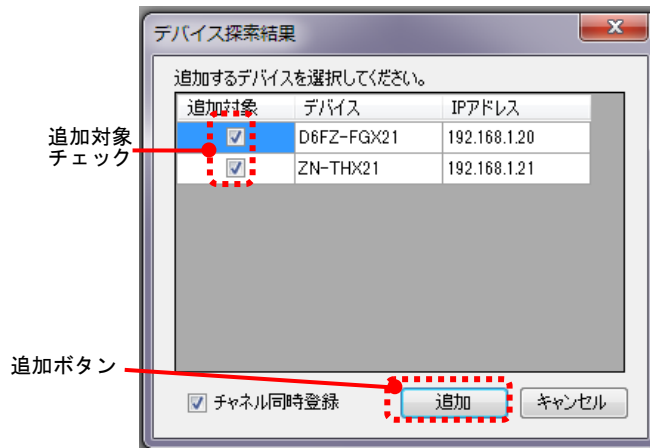 デバイス探索結果
追加するデバイスを選択してください。
追加対象 デバイス IPアドレス
D6FZ-FGX21 192.168.1.20
ZN-THX21 192.168.1.21
追加対象
チェック
追加ボタン
チャネル同時登録 追加 キャンセル